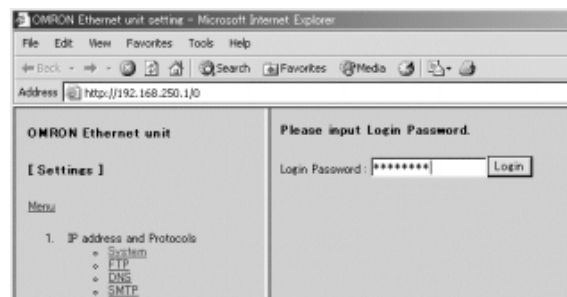 OMRON Ethernet unit setting - Microsoft Internet Explorer
File Edit View Favorites Tools Help
Back Search Favorites Media
Address http://192.168.250.1/0
OMRON Ethernet unit
[ Settings ]
Menu
1. IP address and Protocols
System
FTP
DNS
SMTP
Please input Login Password.
Login Password : ******** Login